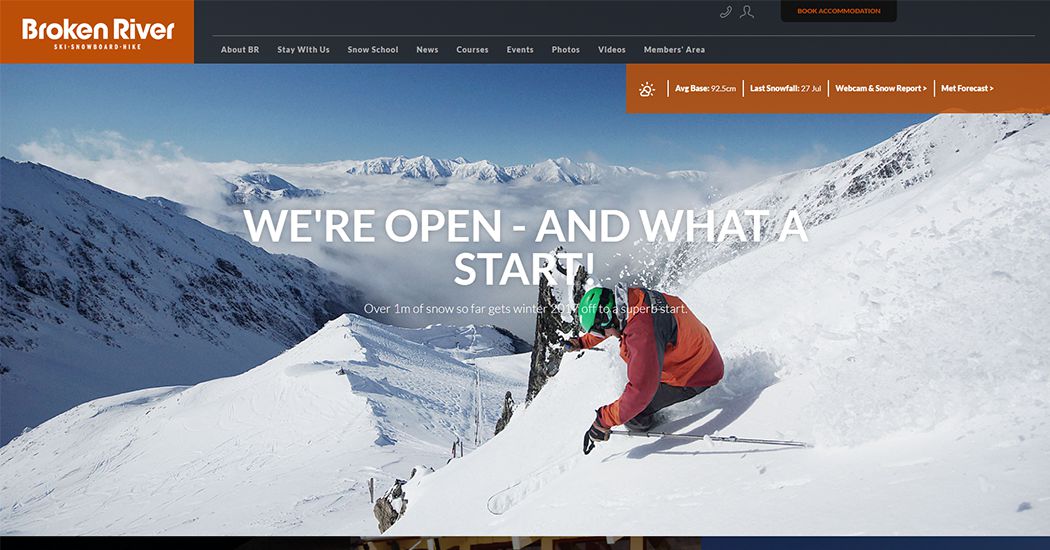 Broken River
SKI·SNOWBOARD·HIKE
BOOK ACCOMMODATION
About BR Stay With Us Snow School News Courses Events Photos Videos Members' Area
Avg Base: 92.5cm Last Snowfall: 27 Jul Webcam & Snow Report > Met Forecast >
WE'RE OPEN - AND WHAT A
START!
Over 1m of snow so far gets winter 2017 off to a superb start.